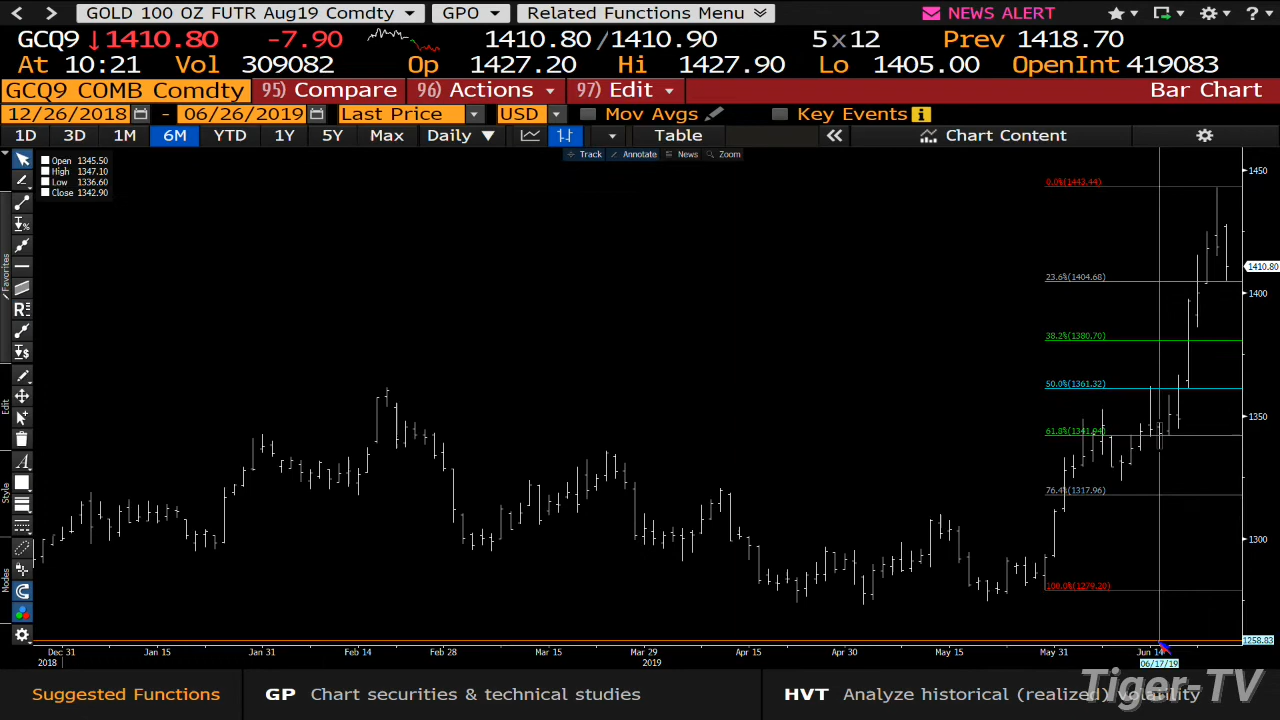 GOLD 100 OZ FUTR Aug19 Comdty GPO Related Functions Menu NEWS ALERT ?
GCQ9 ↓1410.80 -7.90 1410.80/1410.90 5x12 Prev 1418.70
At 10:21 Vol 309082 Op 1427.20 Hi 1427.90 Lo 1405.00 OpenInt 419083
GCQ9 COMB Comdty 95) Compare 96) Actions 97) Edit Bar Chart
12/26/2018 - 06/26/2019 Last Price USD Mov Avgs Key Events i
1D 3D 1M 6M YTD 1Y 5Y Max Daily ▼ Table « Chart Content
Track Annotate News Zoom
Open 1345.50
High 1347.10
Low 1336.60
Close 1342.90
Favorites
Edit
Style
Modes
0.0%(1443.44)
23.6%(1404.68)
38.2%(1380.70)
50.0%(1361.32)
61.8%(1341.94)
76.4%(1317.96)
100.0%(1279.20)
1450
1410.80
1400
1350
1300
1258.83
Dec 31 Jan 15 Jan 31 Feb 14 Feb 28 Mar 15 Mar 29 Apr 15 Apr 30 May 15 May 31 Jun 14
2018 2019 06/17/19
Suggested Functions GP Chart securities & technical studies HVT Analyze historical (realized) volatility
Tiger-TV